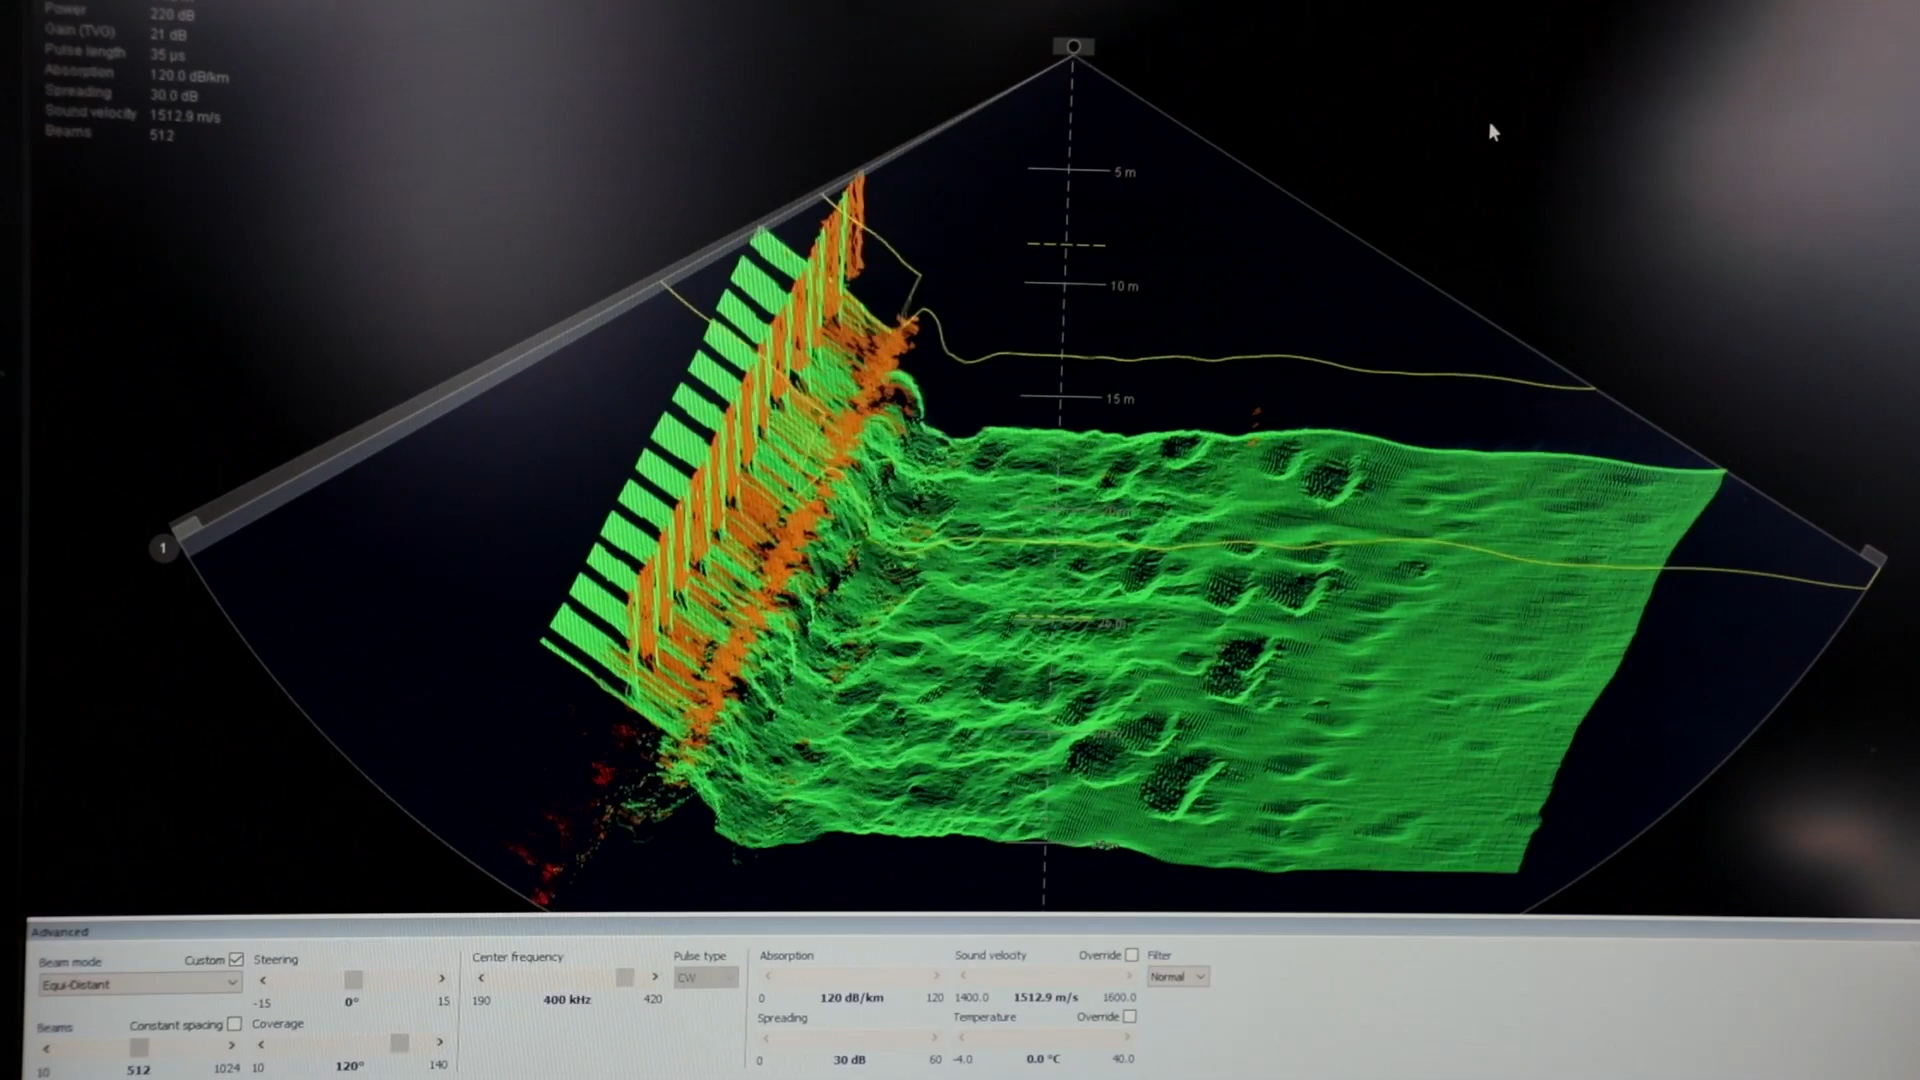 Power 220 dB
Gain (TVG) 21 dB
Pulse length 35 µs
Absorption 120.0 dB/km
Spreading 30.0 dB
Sound velocity 1512.9 m/s
Beams 512
5 m
10 m
15 m
1
Advanced
Beam mode Custom
Equi-Distant
Steering
-15 0° 15
Beams Constant spacing
10 512 1024
Coverage
10 120° 140
Center frequency
190 400 kHz 420
Pulse type
CW
Absorption
0 120 dB/km 120
Spreading
0 30 dB 60
Sound velocity Override
1400.0 1512.9 m/s 1600.0
Temperature Override
-4.0 0.0 °C 40.0
Filter
Normal